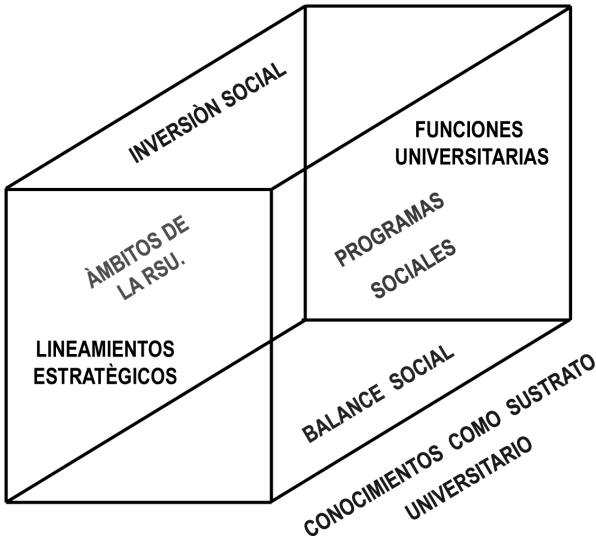 INVERSIÒN SOCIAL
FUNCIONES
UNIVERSITARIAS
ÀMBITOS DE
LA RSU.
PROGRAMAS
SOCIALES
LINEAMIENTOS
ESTRATÈGICOS
BALANCE SOCIAL
CONOCIMIENTOS COMO SUSTRATO
UNIVERSITARIO